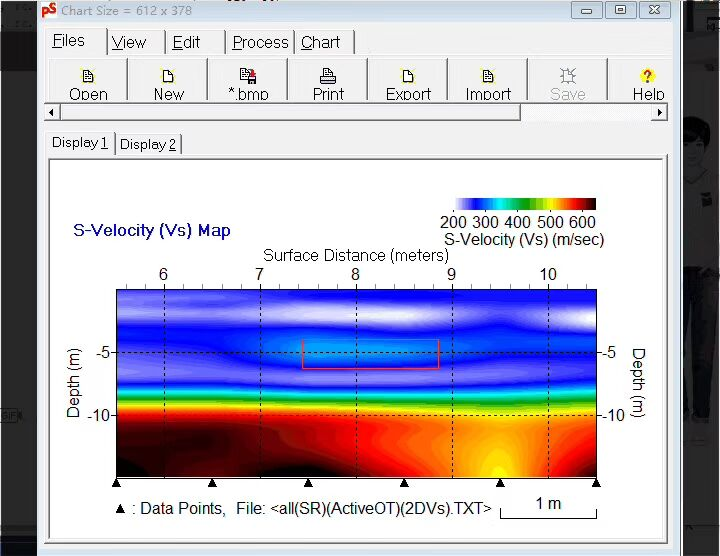 pS Chart Size = 612 x 378
Files View Edit Process Chart
Open New *.bmp Print Export Import Save Help
Display 1 Display 2
200 300 400 500 600
S-Velocity (Vs) (m/sec)
S-Velocity (Vs) Map
Surface Distance (meters)
6 7 8 9 10
Depth (m)
-5 -5
-10 -10
Depth (m)
▲ : Data Points, File: <all(SR)(ActiveOT)(2DVs).TXT> 1 m